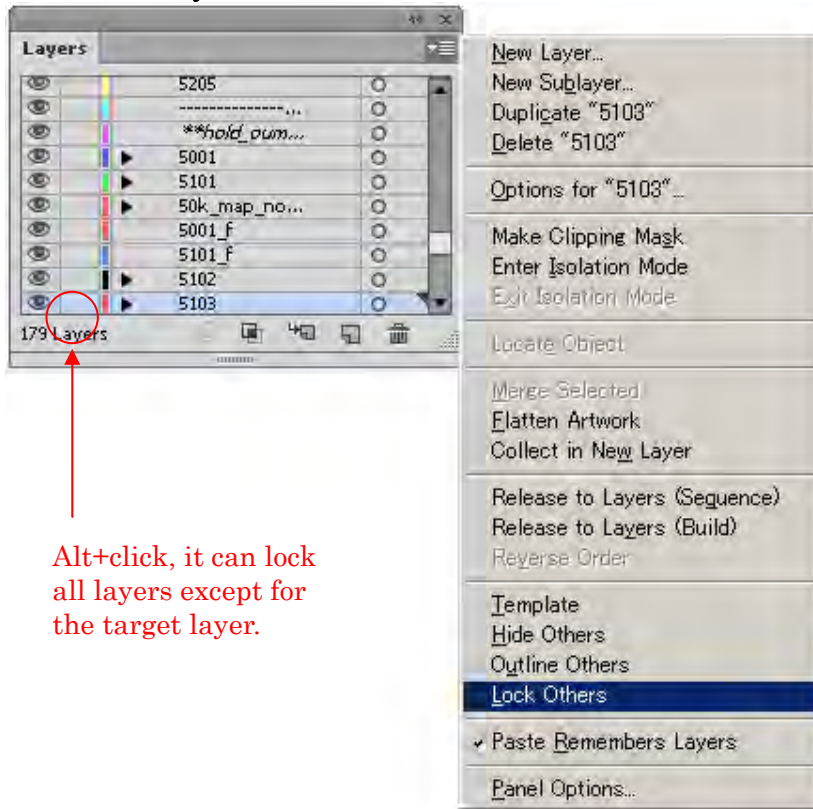 Layers
5205
---------------...
**hold_oum...
5001
5101
50k_map_no...
5001_f
5101_f
5102
5103
179 Layers
Alt+click, it can lock
all layers except for
the target layer.
New Layer...
New Sublayer...
Duplicate "5103"
Delete "5103"
Options for "5103"...
Make Clipping Mask
Enter Isolation Mode
Exit Isolation Mode
Locate Object
Merge Selected
Flatten Artwork
Collect in New Layer
Release to Layers (Sequence)
Release to Layers (Build)
Reverse Order
Template
Hide Others
Outline Others
Lock Others
Paste Remembers Layers
Panel Options...